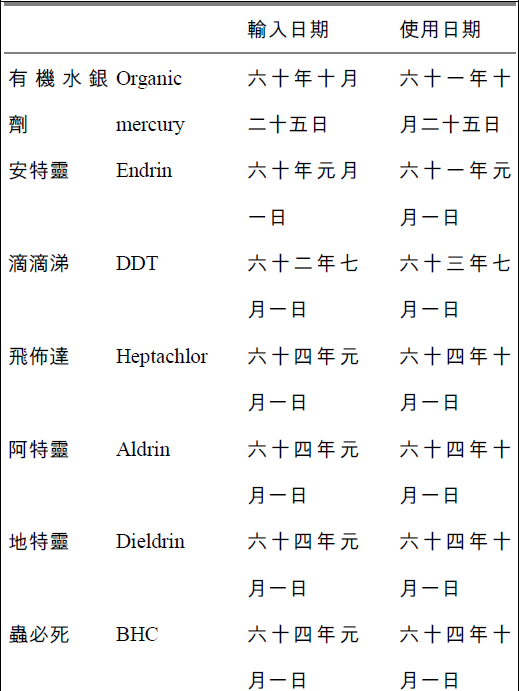 輸入日期 使用日期
有機水銀 Organic 六十年十月 六十一年十
劑 mercury 二十五日 月二十五日
安特靈 Endrin 六十年元月 六十一年元
一日 月一日
滴滴涕 DDT 六十二年七 六十三年七
月一日 月一日
飛佈達 Heptachlor 六十四年元 六十四年十
月一日 月一日
阿特靈 Aldrin 六十四年元 六十四年十
月一日 月一日
地特靈 Dieldrin 六十四年元 六十四年十
月一日 月一日
蟲必死 BHC 六十四年元 六十四年十
月一日 月一日